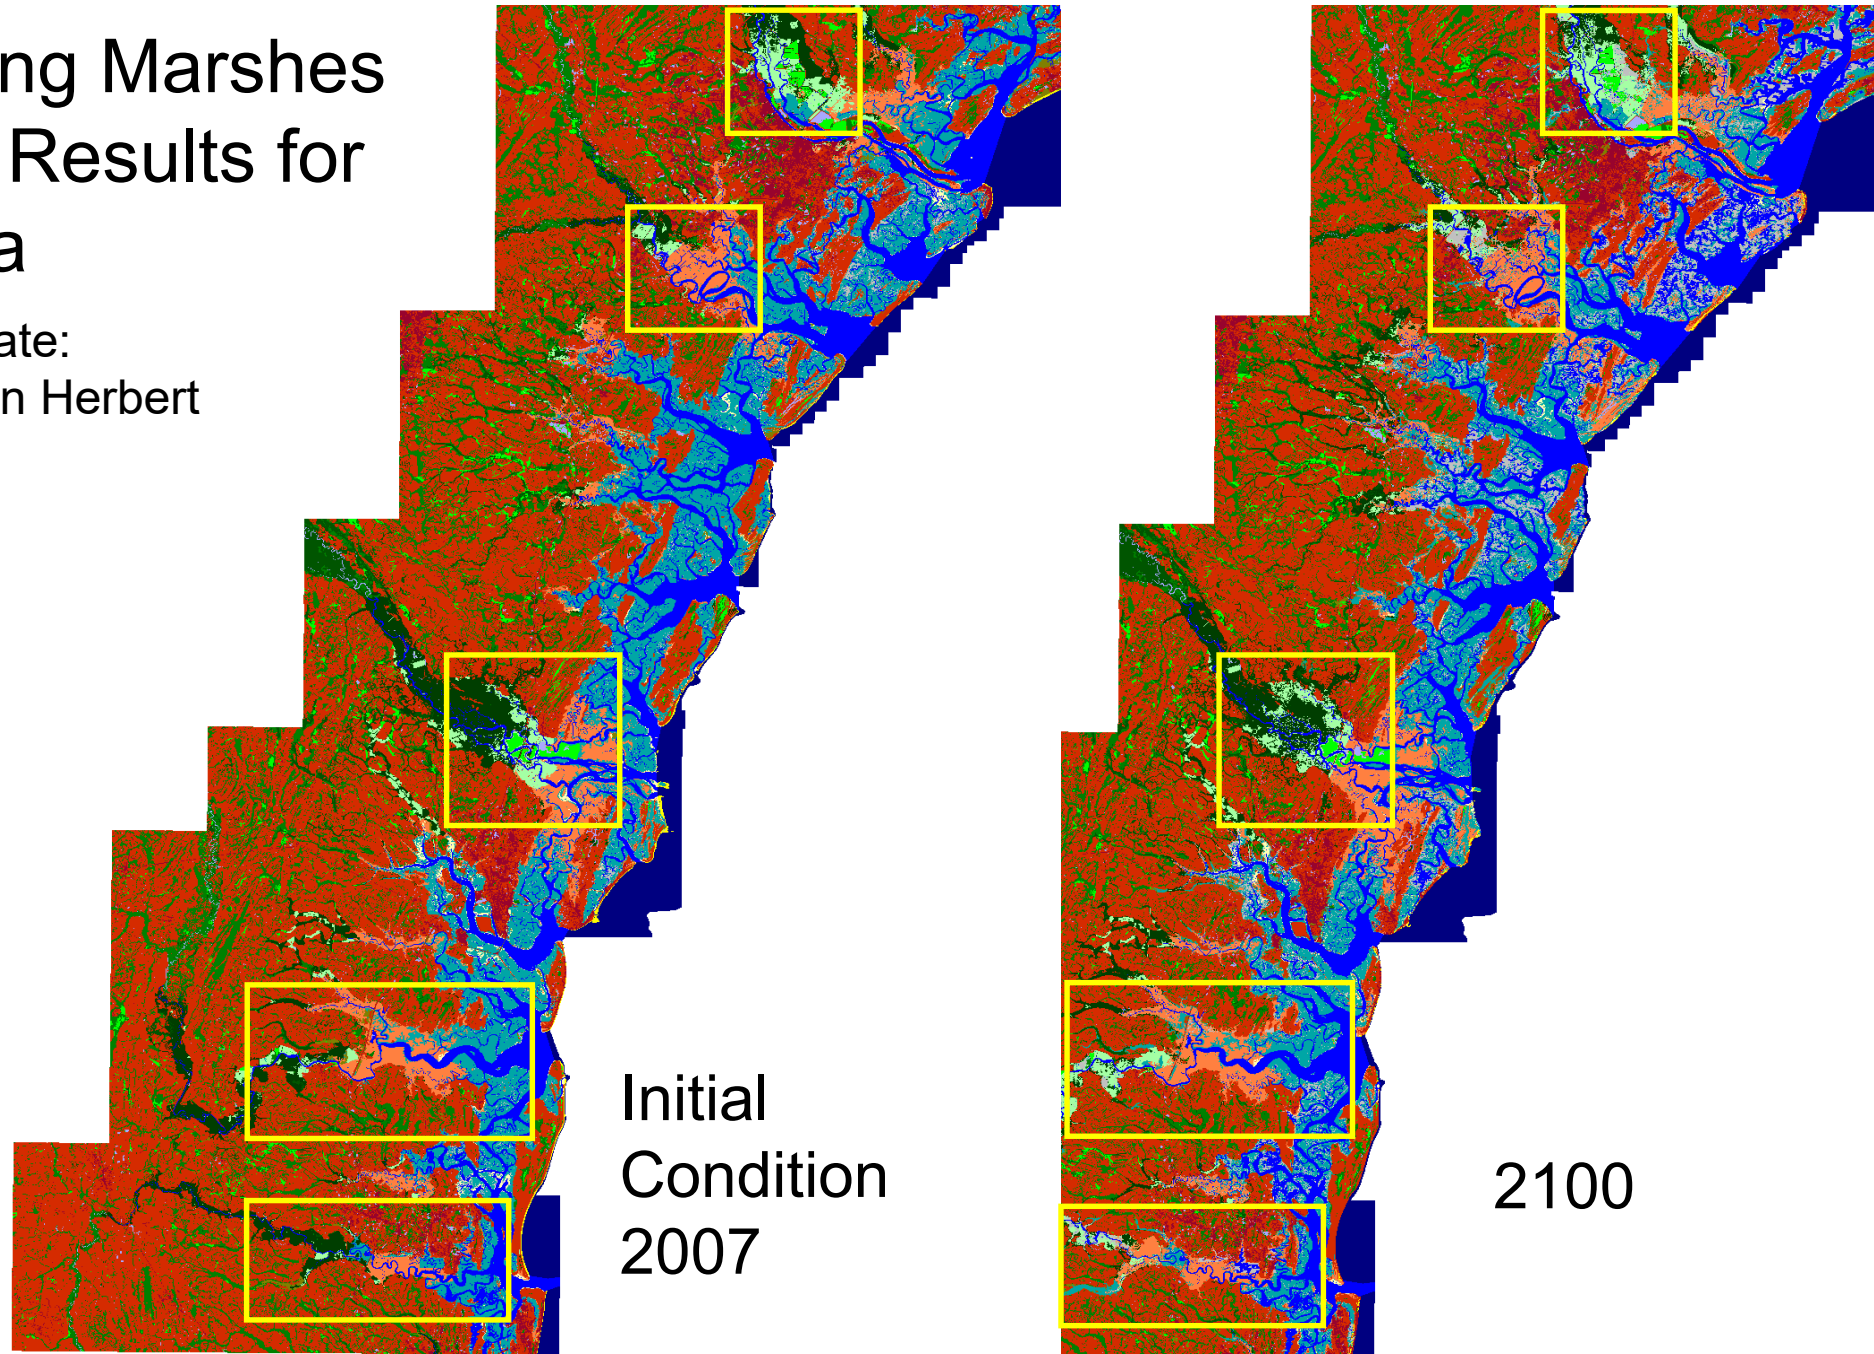 ng Marshes
Results for
a
ate:
n Herbert
Initial
Condition
2007
2100